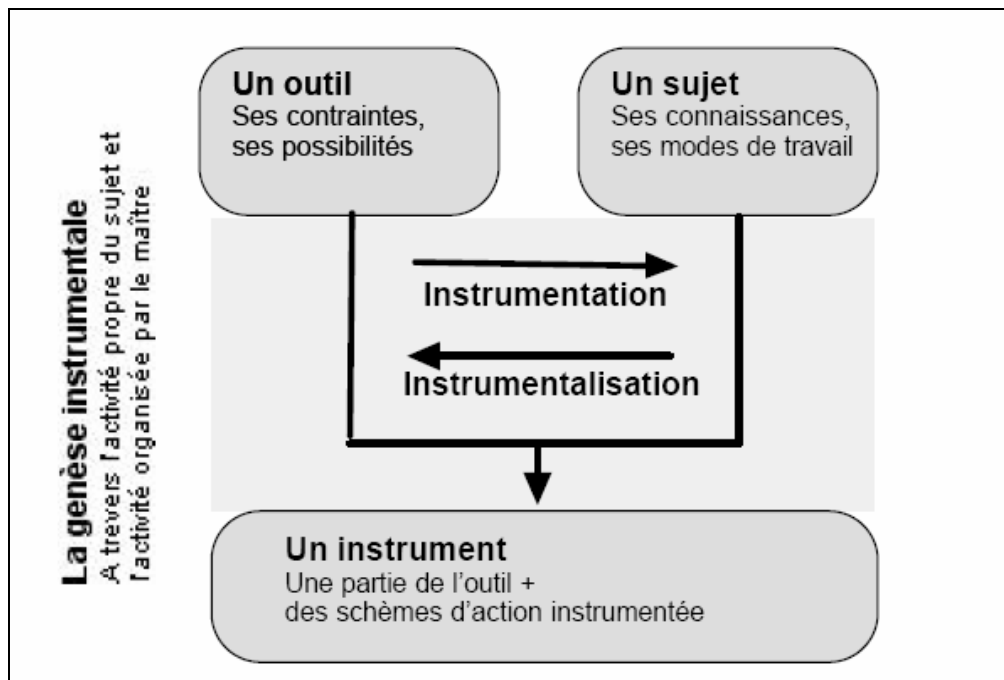 La genèse instrumentale
A trevers l'activité propre du sujet et
l'activité organisée par le maître
Un outil
Ses contraintes,
ses possibilités
Un sujet
Ses connaissances,
ses modes de travail
Instrumentation
Instrumentalisation
Un instrument
Une partie de l'outil +
des schèmes d'action instrumentée